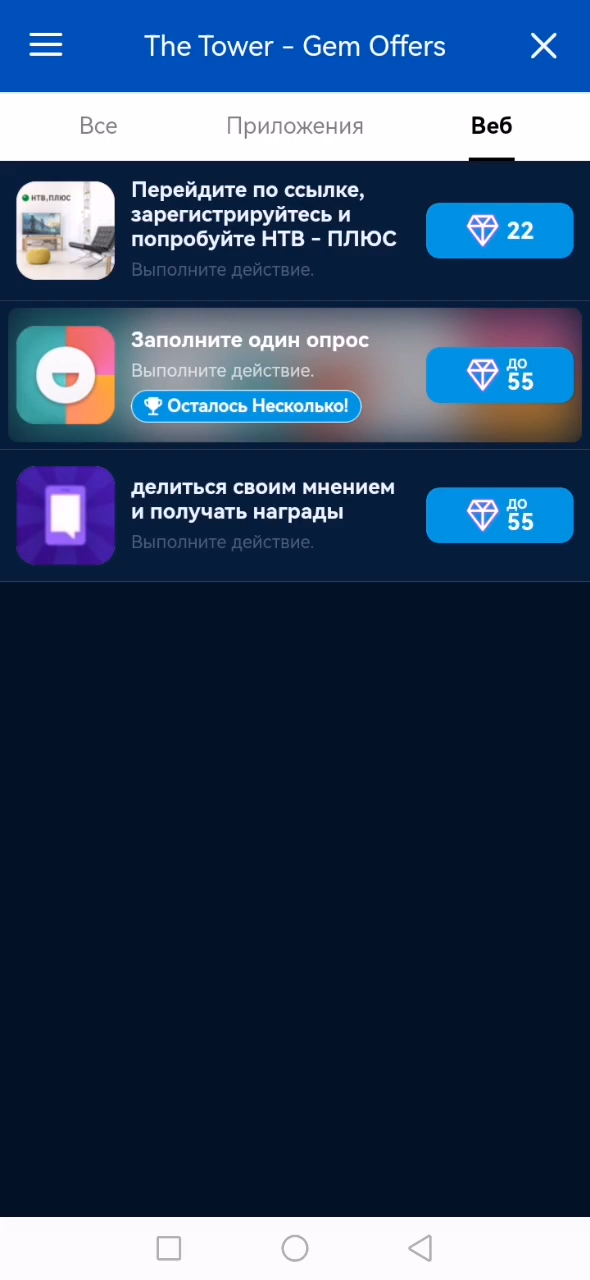 The Tower - Gem Offers
Все
Приложения
Веб
НТВ‚ПЛЮС
Перейдите по ссылке,
зарегистрируйтесь и
попробуйте НТВ - ПЛЮС
Выполните действие.
22
Заполните один опрос
Выполните действие.
Осталось Несколько!
ДО
55
делиться своим мнением
и получать награды
Выполните действие.
ДО
55